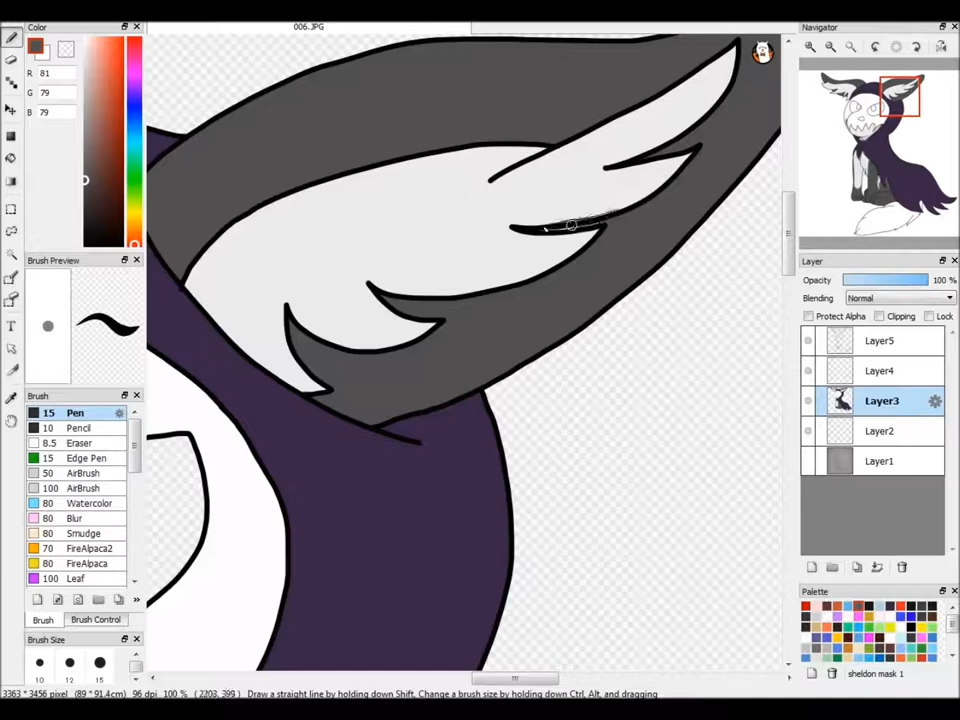 Color
006.JPG
Navigator
R 81
G 79
B 79
Brush Preview
Layer
Opacity 100 %
Blending Normal
Protect Alpha Clipping Lock
Layer5
Layer4
Layer3
Layer2
Layer1
Brush
15 Pen
10 Pencil
8.5 Eraser
15 Edge Pen
50 AirBrush
100 AirBrush
80 Watercolor
80 Blur
80 Smudge
70 FireAlpaca2
80 FireAlpaca
100 Leaf
Brush Brush Control
Brush Size
10 12 15
Palette
sheldon mask 1
3363 * 3456 pixel (89 * 91.4cm) 96 dpi 100 % (2203, 399) Draw a straight line by holding down Shift, Change a brush size by holding down Ctrl, Alt, and dragging